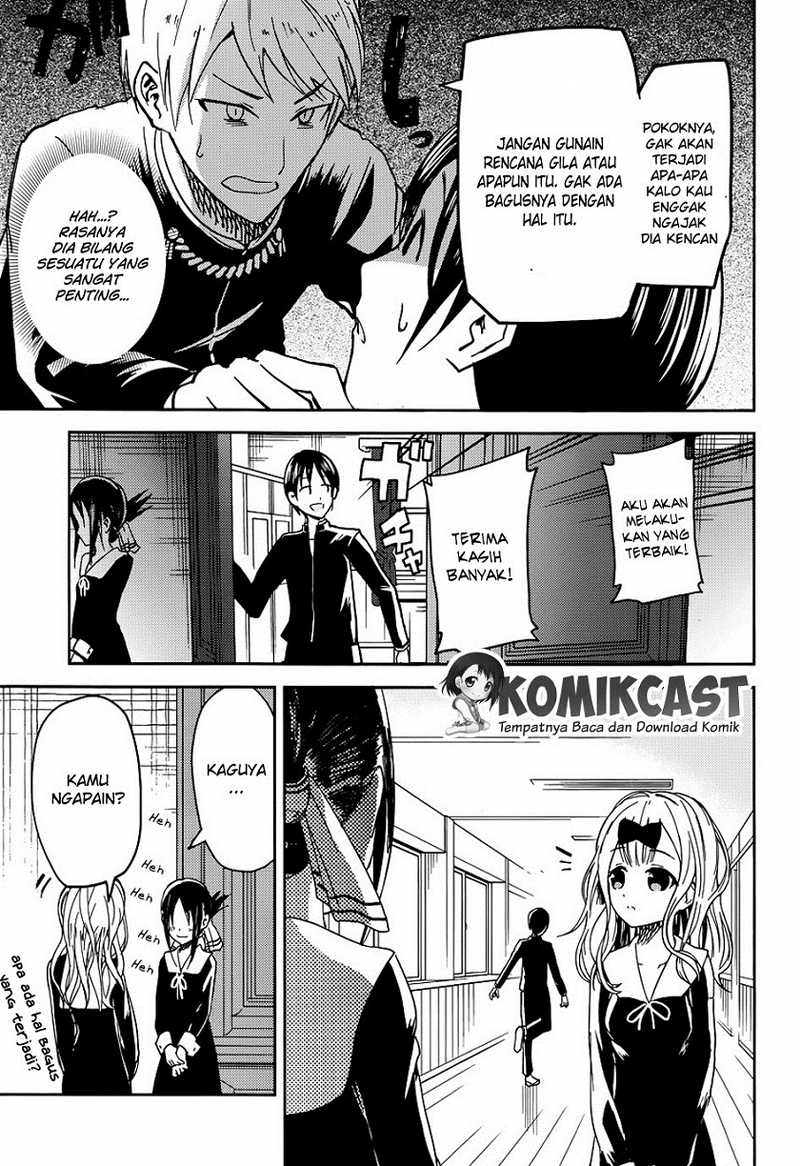 POKOKNYA,
GAK AKAN
TERJADI
APA-APA
KALO KAU
ENGGAK
NGAJAK
DIA KENCAN
JANGAN GUNAIN
RENCANA GILA ATAU
APAPUN ITU. GAK ADA
BAGUSNYA DENGAN
HAL ITU.
HAH...?
RASANYA
DIA BILANG
SESUATU YANG
SANGAT
PENTING...
AKU AKAN
MELAKU-
KAN YANG
TERBAIK!
TERIMA
KASIH
BANYAK!
ガチャ
KOMIKCAST
Tempatnya Baca dan Download Komik
KAGUYA
...
KAMU
NGAPAIN?
Heh
Heh
Heh
Heh
apa ada hal bagus
yang terjadi?